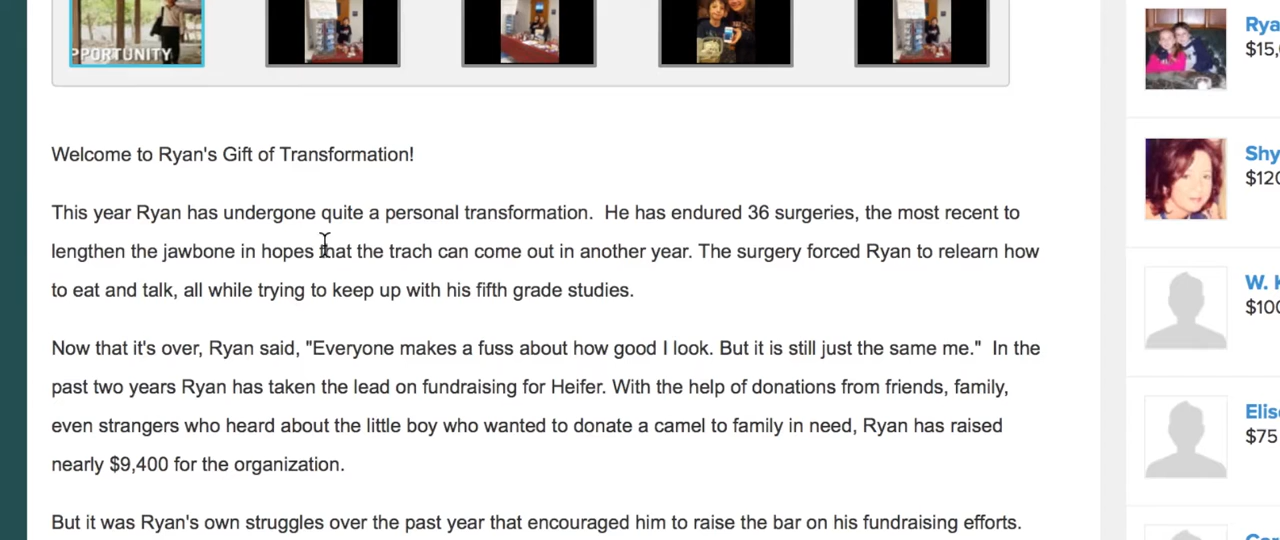 PPORTUNITY
Welcome to Ryan's Gift of Transformation!
This year Ryan has undergone quite a personal transformation.  He has endured 36 surgeries, the most recent to
lengthen the jawbone in hopes that the trach can come out in another year. The surgery forced Ryan to relearn how
to eat and talk, all while trying to keep up with his fifth grade studies.
Now that it's over, Ryan said, "Everyone makes a fuss about how good I look. But it is still just the same me."  In the
past two years Ryan has taken the lead on fundraising for Heifer. With the help of donations from friends, family,
even strangers who heard about the little boy who wanted to donate a camel to family in need, Ryan has raised
nearly $9,400 for the organization.
But it was Ryan's own struggles over the past year that encouraged him to raise the bar on his fundraising efforts.
Rya
$15,
Shy
$120
W. K
$100
Elis
$75